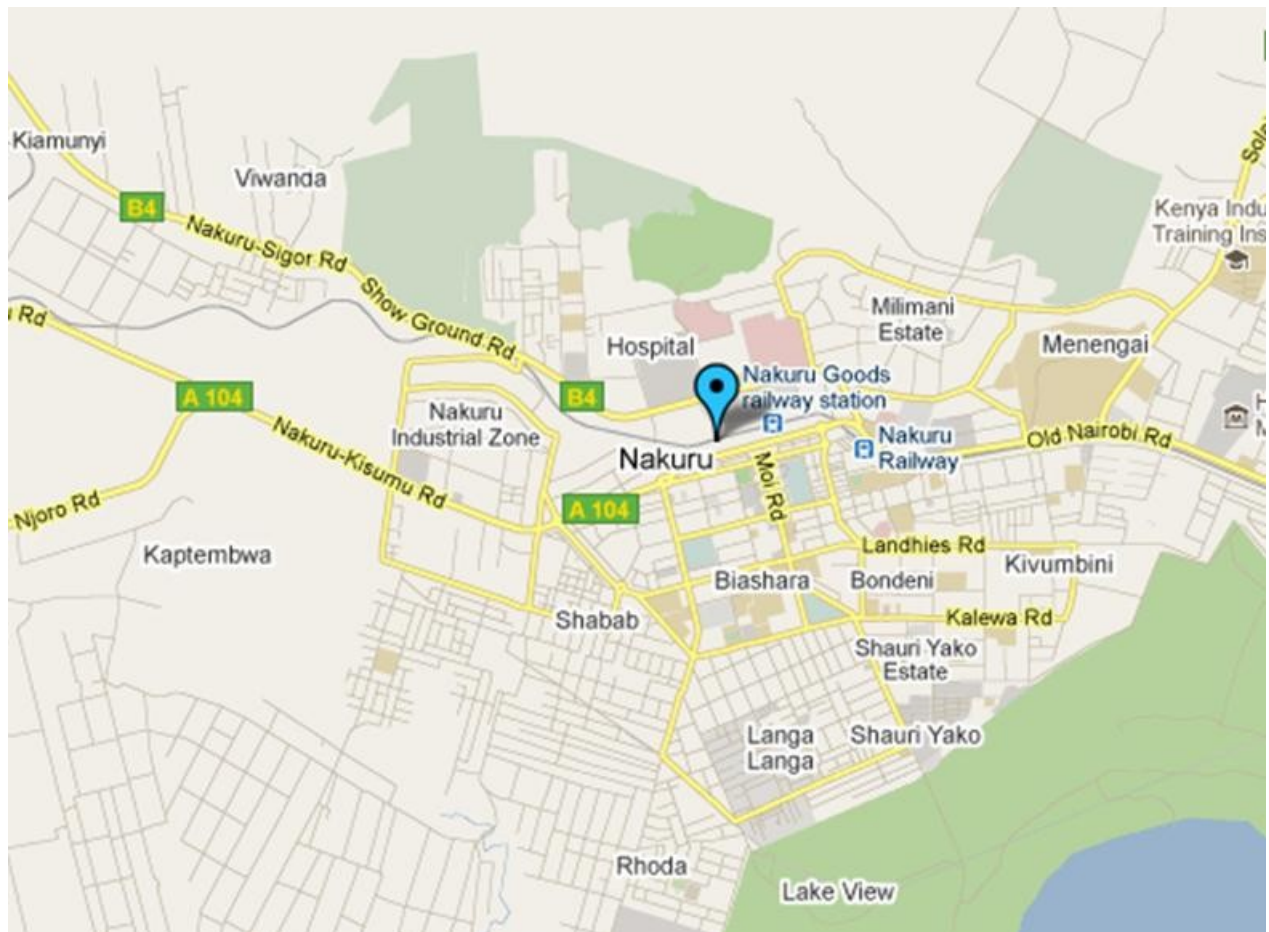 Kiamunyi
Viwanda
B4
Nakuru-Sigor Rd
Show Ground Rd
Kenya Indu
Training Ins
Milimani
Estate
Menengai
Hospital
Rd
A 104
B4
Nakuru Goods
railway station
Nakuru
Industrial Zone
Nakuru-Kisumu Rd
Nakuru
Moi Rd
Nakuru
Railway
Old Nairobi Rd
A 104
Njoro Rd
Kaptembwa
Landhies Rd
Kivumbini
Biashara
Bondeni
Shabab
Kalewa Rd
Shauri Yako
Estate
Langa
Langa
Shauri Yako
Rhoda
Lake View